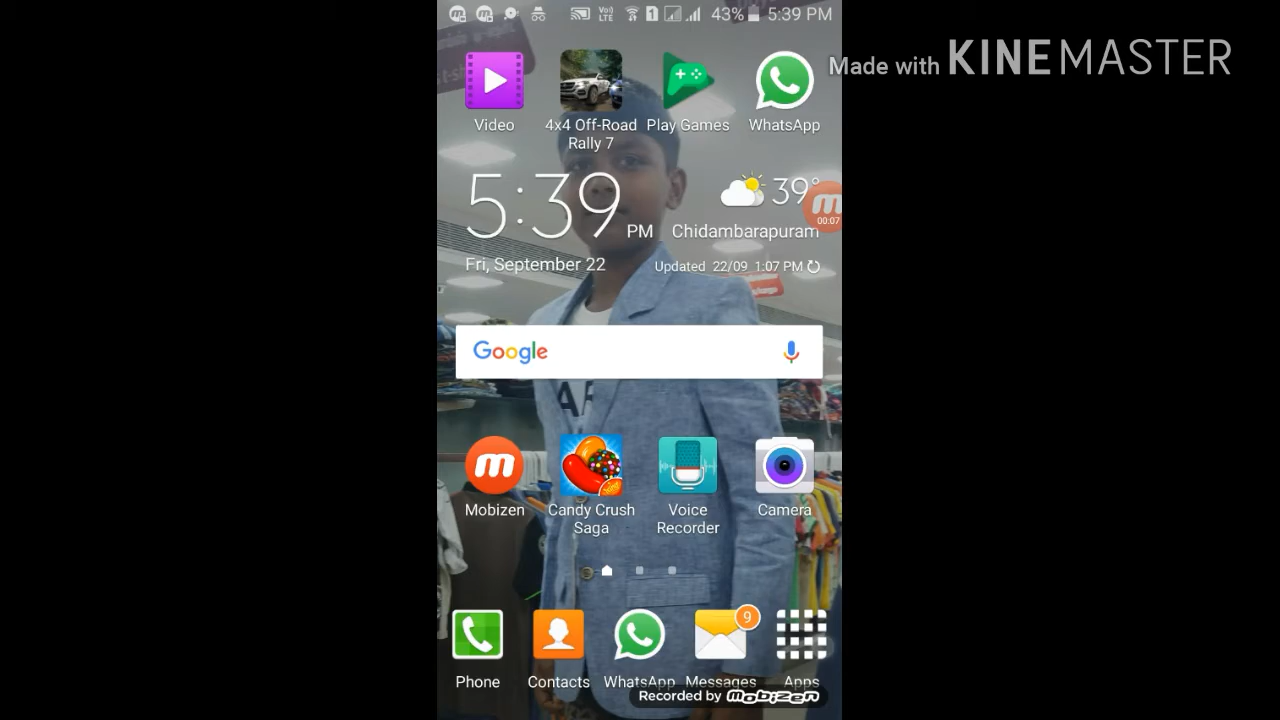 43% 5:39 PM
Made with KINEMASTER
Video
4x4 Off-Road
Rally 7
Play Games
WhatsApp
5:39 PM
39°
00:07
Chidambarapuram
Fri, September 22
Updated 22/09 1:07 PM
Google
Mobizen
Candy Crush
Saga
Voice
Recorder
Camera
9
Phone
Contacts
WhatsApp
Messages
Apps
Recorded by mobizen